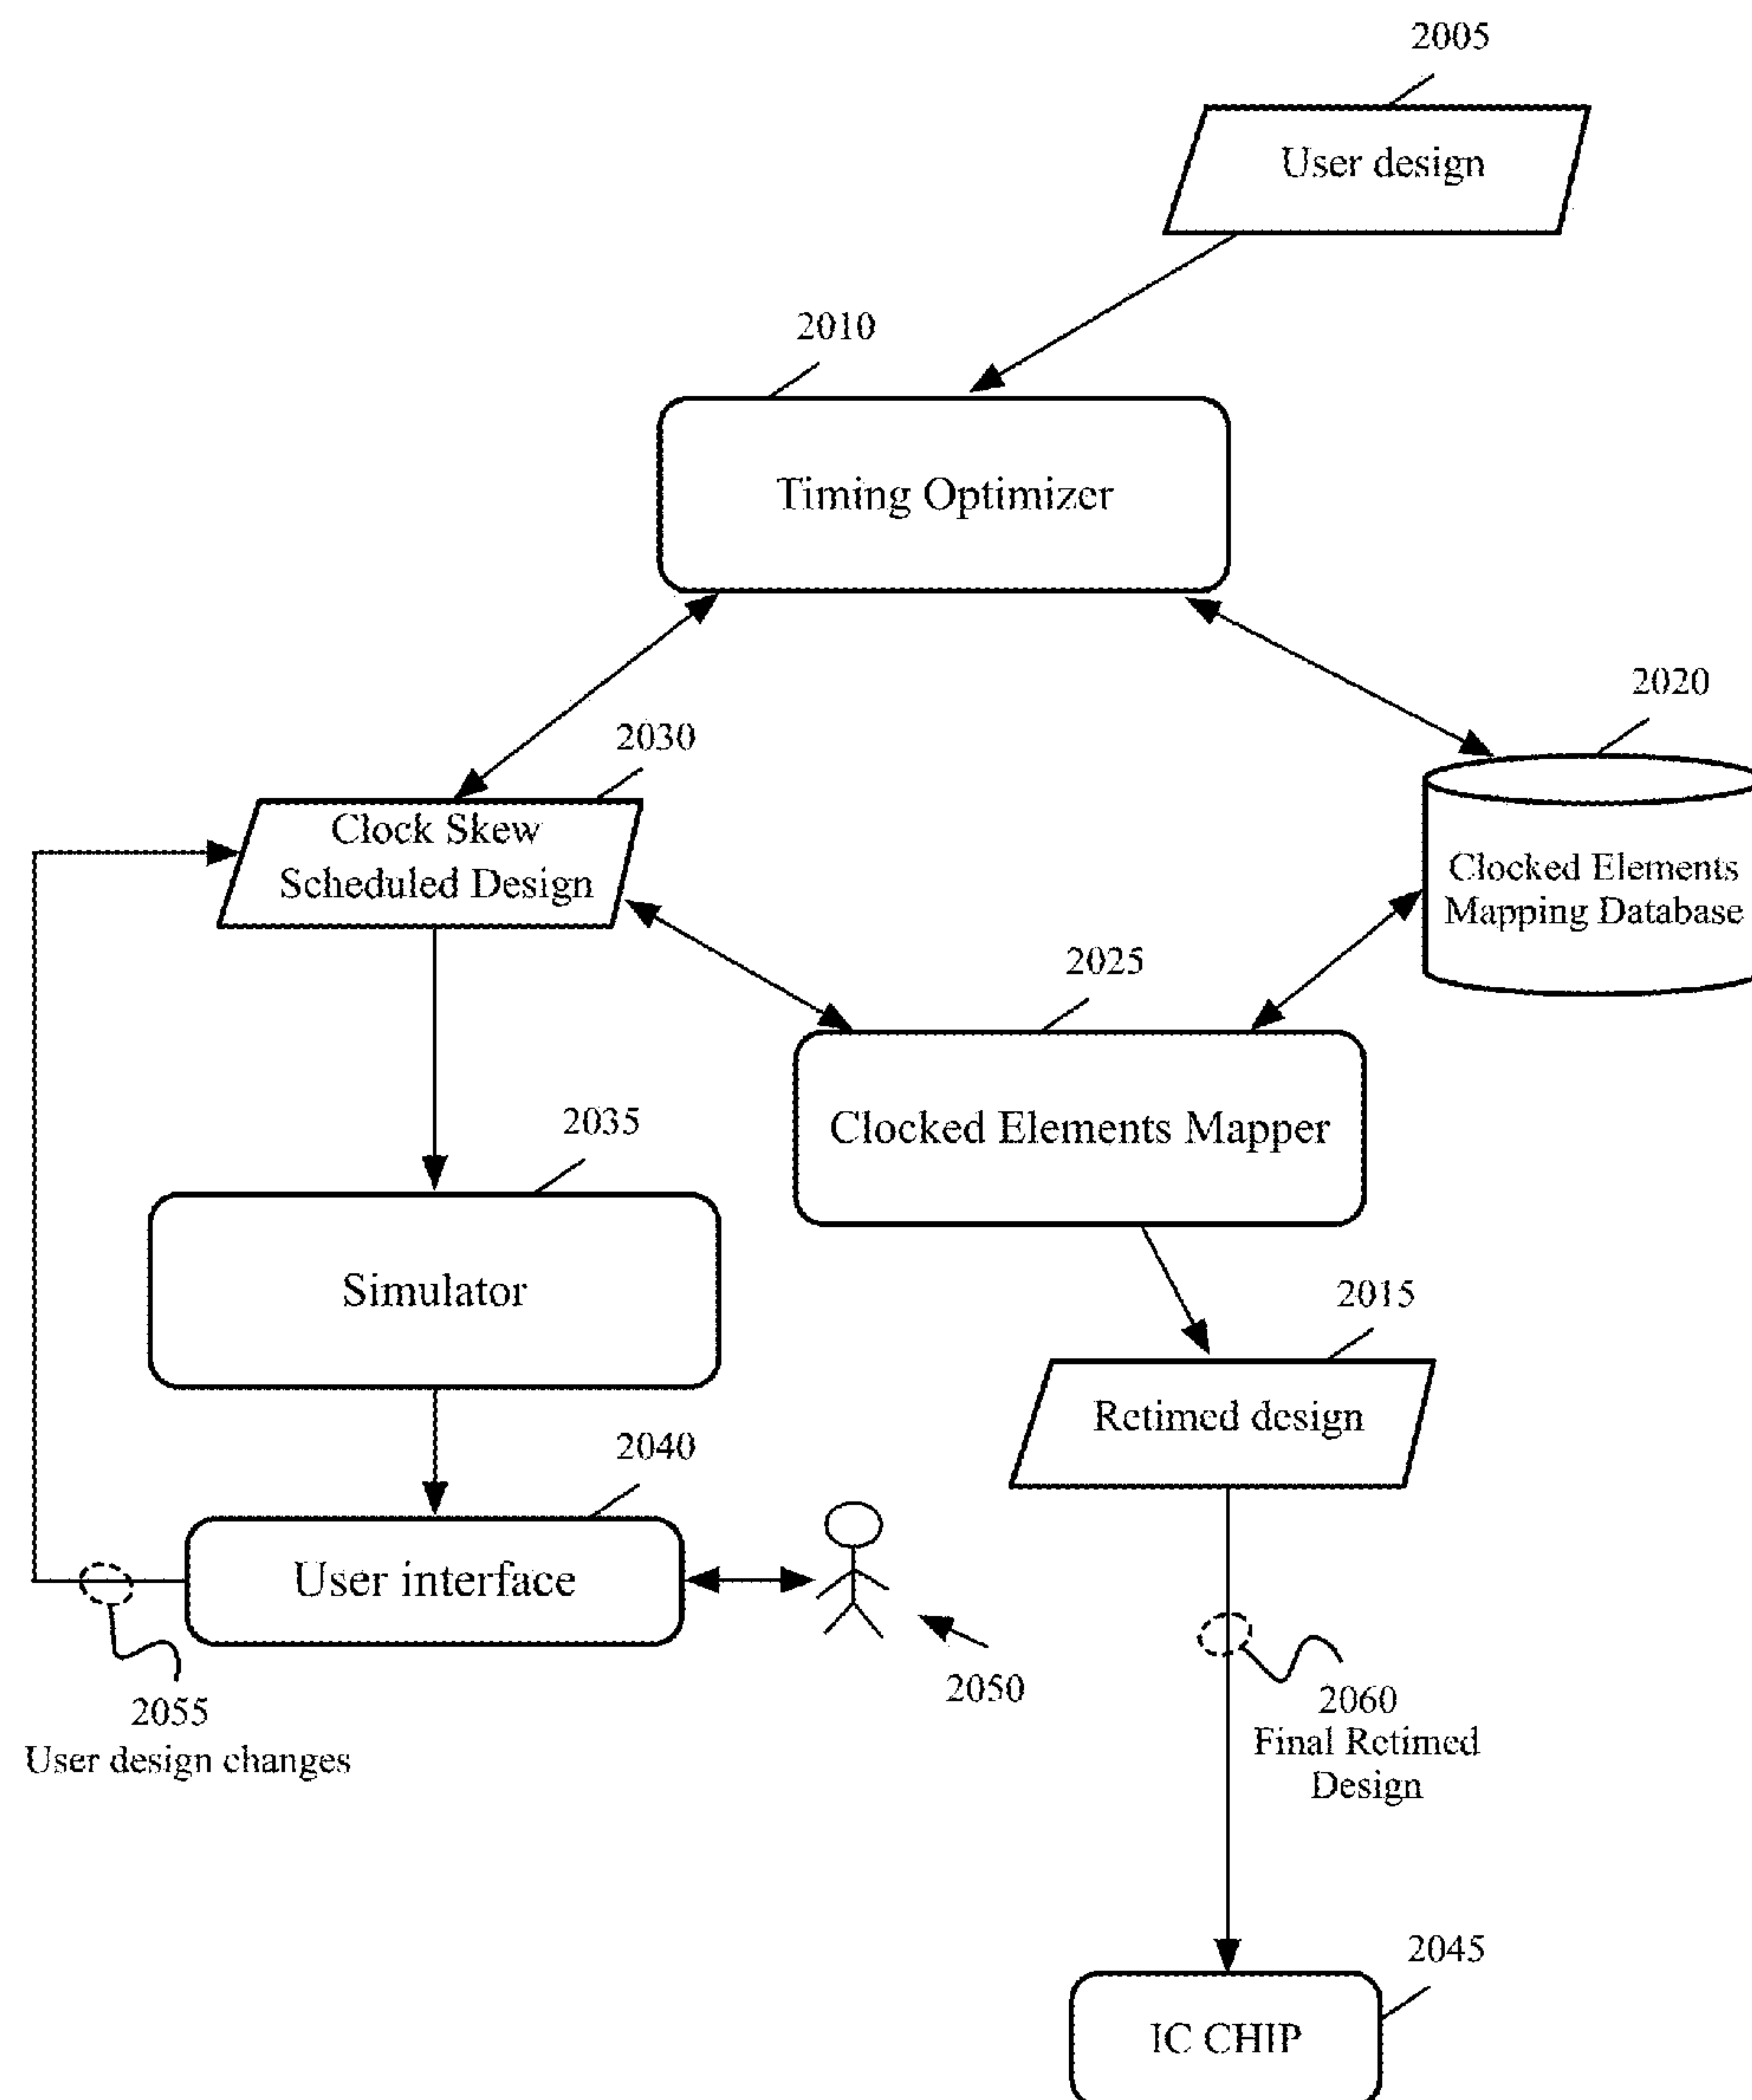 2005
User design
2010
Timing Optimizer
2020
2030
Clock Skew
Scheduled Design
Clocked Elements
Mapping Database
2025
Clocked Elements Mapper
2035
Simulator
2015
Retimed design
2040
User interface
2050
2055
User design changes
2060
Final Retimed
Design
2045
IC CHIP